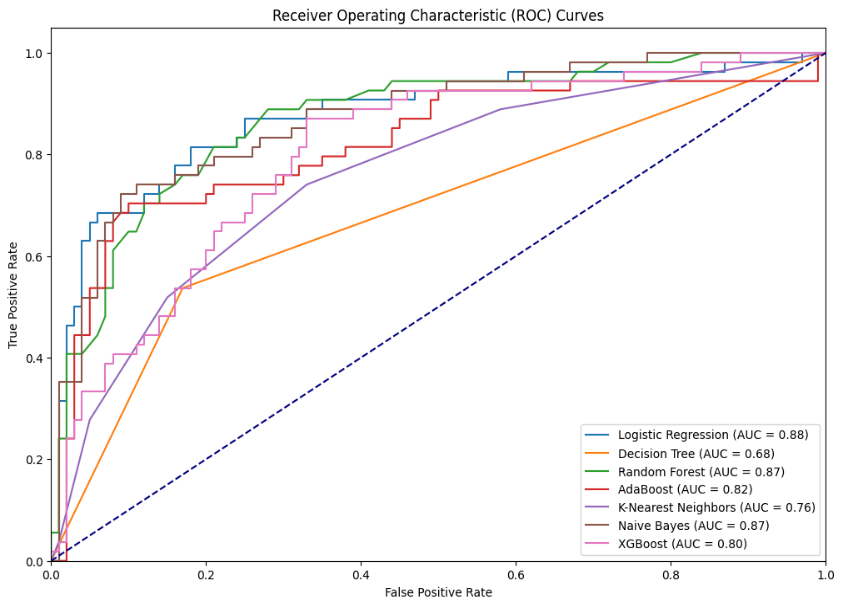 Receiver Operating Characteristic (ROC) Curves
1.0
0.8
0.6
0.4
0.2
0.0
True Positive Rate
Logistic Regression (AUC = 0.88)
Decision Tree (AUC = 0.68)
Random Forest (AUC = 0.87)
AdaBoost (AUC = 0.82)
K-Nearest Neighbors (AUC = 0.76)
Naive Bayes (AUC = 0.87)
XGBoost (AUC = 0.80)
0.0 0.2 0.4 0.6 0.8 1.0
False Positive Rate